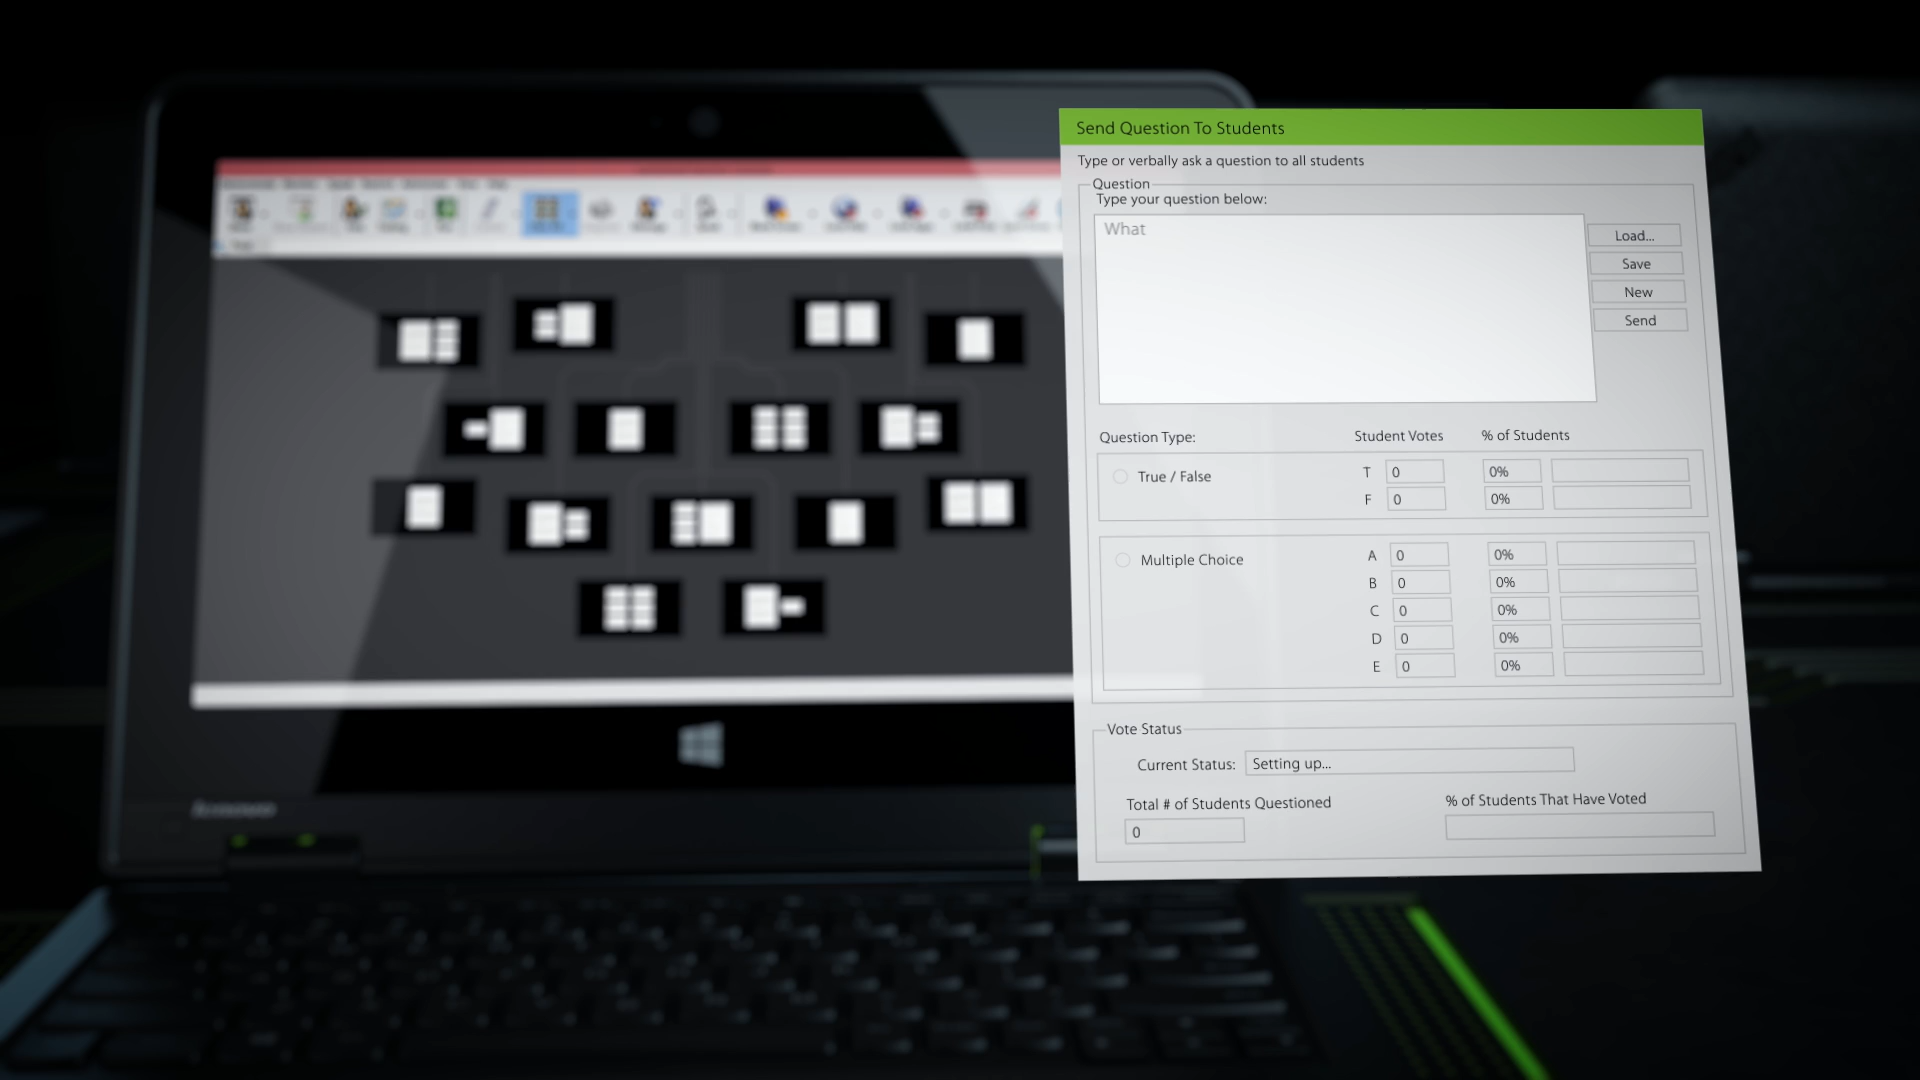 Send Question To Students
Type or verbally ask a question to all students
Question
Type your question below:
What
Load...
Save
New
Send
Question Type:
Student Votes
% of Students
True / False
T 0 0%
F 0 0%
Multiple Choice
A 0 0%
B 0 0%
C 0 0%
D 0 0%
E 0 0%
Vote Status
Current Status: Setting up...
Total # of Students Questioned
% of Students That Have Voted
0
lenovo